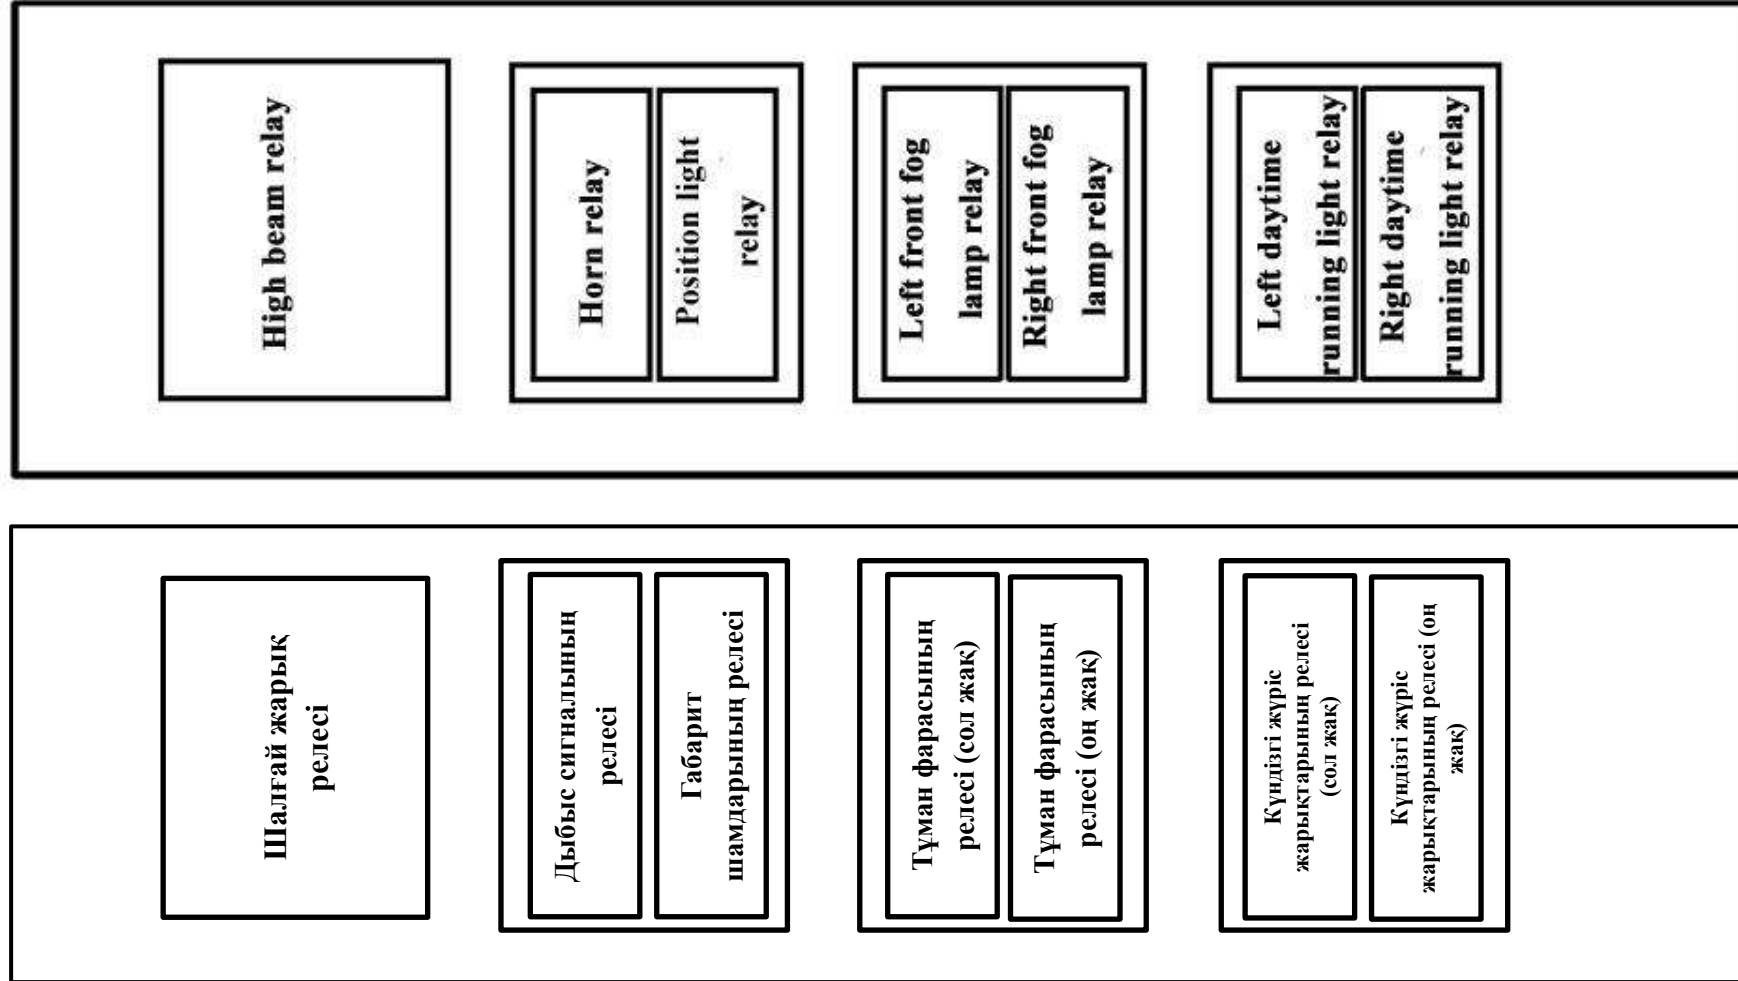 High beam relay
Horn relay
Position light
relay
Left front fog
lamp relay
Right front fog
lamp relay
Left daytime
running light relay
Right daytime
running light relay
Шалғай жарық
релесі
Дыбыс сигналының
релесі
Габарит
шамдарының релесі
Тұман фарасының
релесі (сол жақ)
Тұман фарасының
релесі (оң жақ)
Күндізгі жүріс
жарықтарының релесі
(сол жақ)
Күндізгі жүріс
жарықтарының релесі (оң
жақ)